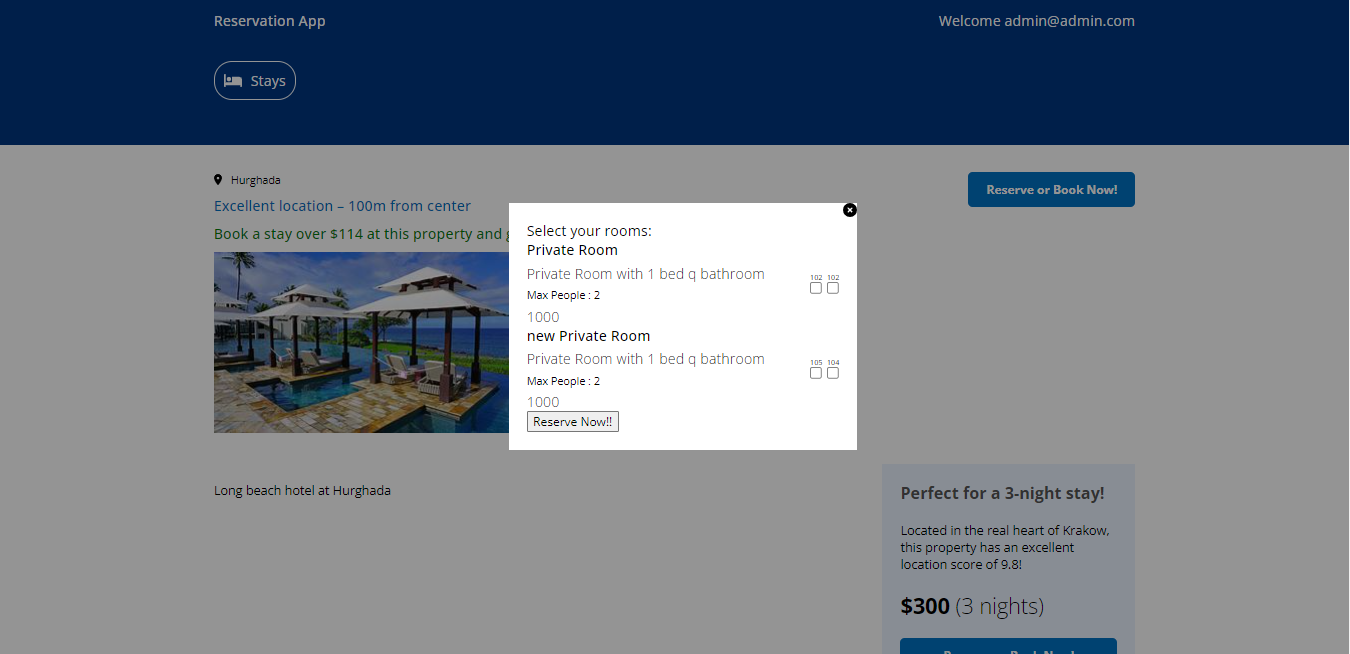 Reservation App
Welcome admin@admin.com
Stays
Hurghada
Reserve or Book Now!
Excellent location – 100m from center
Book a stay over $114 at this property and
Select your rooms:
Private Room
Private Room with 1 bed q bathroom
102 102
Max People : 2
1000
new Private Room
Private Room with 1 bed q bathroom
105 104
Max People : 2
1000
Reserve Now!!
Long beach hotel at Hurghada
Perfect for a 3-night stay!
Located in the real heart of Krakow,
this property has an excellent
location score of 9.8!
$300 (3 nights)